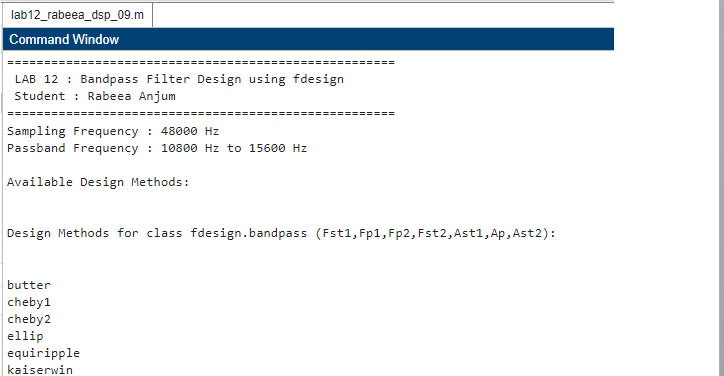 lab12_rabeea_dsp_09.m
Command Window
====================================================
LAB 12 : Bandpass Filter Design using fdesign
Student : Rabeea Anjum
====================================================
Sampling Frequency : 48000 Hz
Passband Frequency : 10800 Hz to 15600 Hz
Available Design Methods:
Design Methods for class fdesign.bandpass (Fst1,Fp1,Fp2,Fst2,Ast1,Ap,Ast2):
butter
cheby1
cheby2
ellip
equiripple
kaiserwin